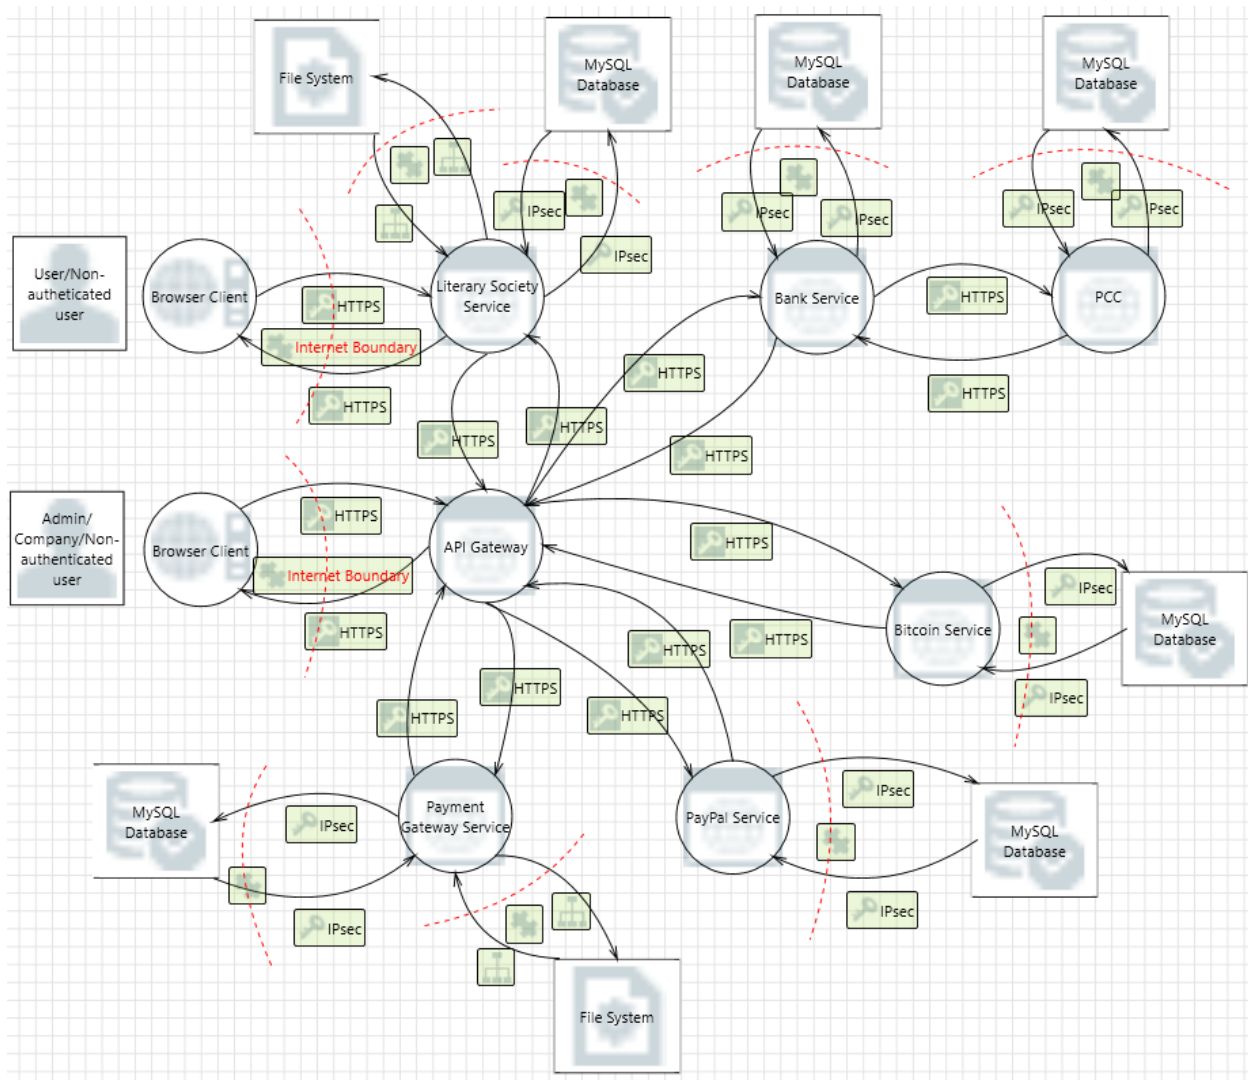 File System
MySQL
Database
MySQL
Database
MySQL
Database
IPsec
IPsec
IPsec
IPsec
IPsec
IPsec
User/Non-
autheticated
user
Browser Client
HTTPS
Internet Boundary
HTTPS
Literary Society
Service
Bank Service
HTTPS
PCC
HTTPS
HTTPS
HTTPS
HTTPS
HTTPS
Admin/
Company/Non-
authenticated
user
Browser Client
HTTPS
Internet Boundary
HTTPS
API Gateway
HTTPS
HTTPS
HTTPS
Bitcoin Service
IPsec
IPsec
MySQL
Database
HTTPS
HTTPS
HTTPS
HTTPS
MySQL
Database
IPsec
IPsec
Payment
Gateway Service
PayPal Service
IPsec
IPsec
MySQL
Database
File System